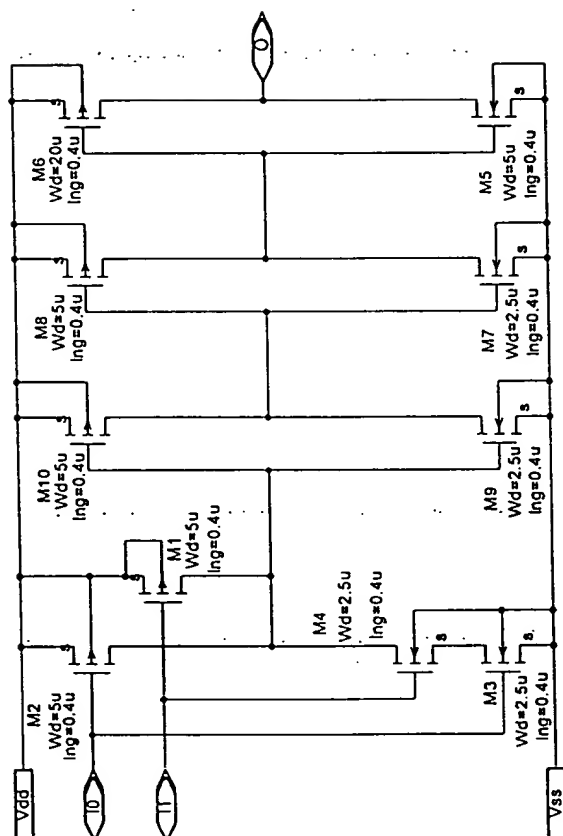 Vdd
I0
I1
Vss
M2
Wd=5u
lng=0.4u
M1
Wd=5u
lng=0.4u
M4
Wd=2.5u
lng=0.4u
M3
Wd=2.5u
lng=0.4u
M10
Wd=5u
lng=0.4u
M9
Wd=2.5u
lng=0.4u
M8
Wd=5u
lng=0.4u
M7
Wd=2.5u
lng=0.4u
M6
Wd=20u
lng=0.4u
M5
Wd=5u
lng=0.4u
O
s
s
s
s
s
s
s
s
s